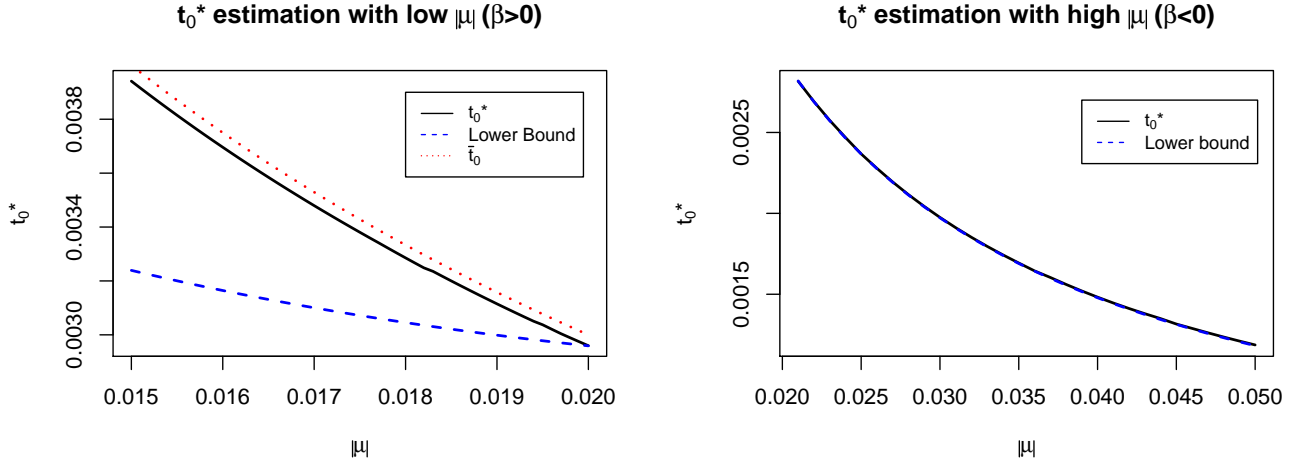 t₀* estimation with low |μ| (β>0)
t₀*
0.0030
0.0034
0.0038
t₀*
Lower Bound
t̄₀
0.015
0.016
0.017
0.018
0.019
0.020
|μ|
t₀* estimation with high |μ| (β<0)
t₀*
0.0015
0.0025
t₀*
Lower bound
0.020
0.025
0.030
0.035
0.040
0.045
0.050
|μ|